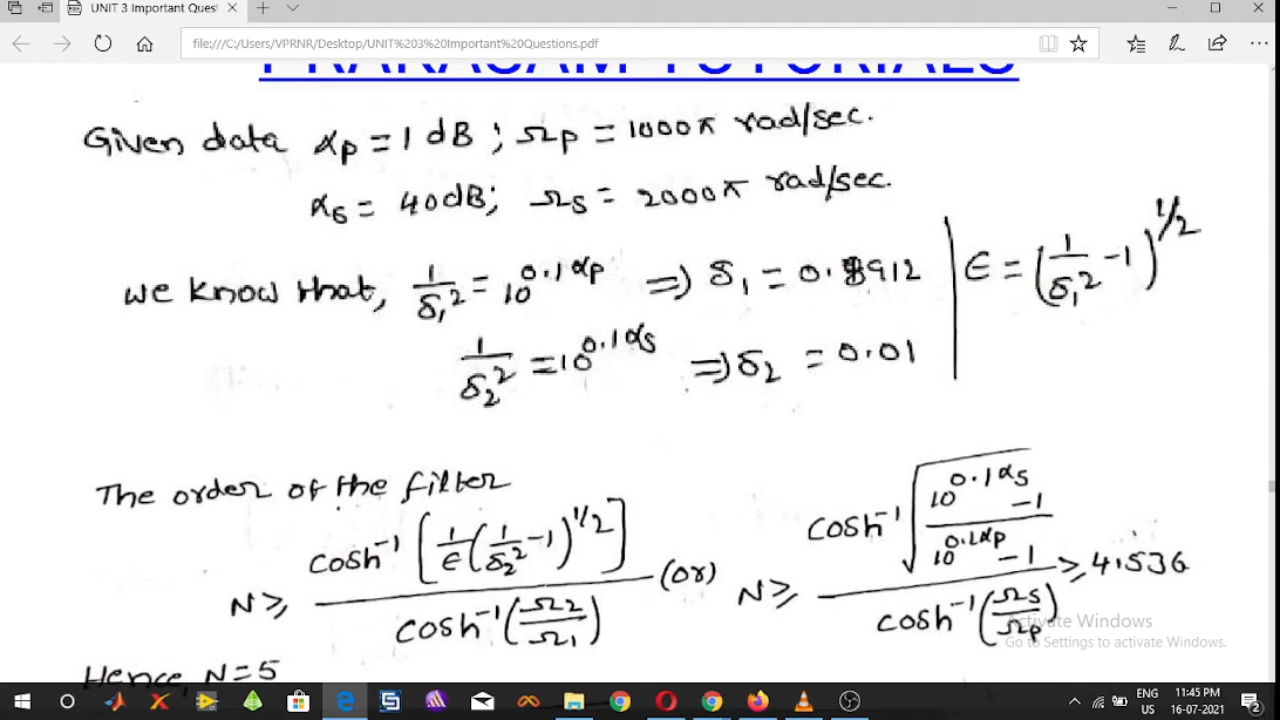 UNIT 3 Important Quest
file:///C:/Users/VPRNR/Desktop/UNIT%203%20Important%20Questions.pdf
PRAKASAM TUTORIALS
Given data αp = 1 dB ; Ωp = 1000π rad/sec.
αs = 40dB; Ωs = 2000π rad/sec.
we know that, 1/δ₁² = 10^0.1αp ⇒ δ₁ = 0.8912 | ε = (1/δ₁² - 1)^1/2
1/δ₂² = 10^0.1αs ⇒ δ₂ = 0.01
The order of the filter
N ≥ cosh⁻¹[1/ε(1/δ₂² - 1)^1/2] / cosh⁻¹(Ω2/Ω1) (or) N ≥ cosh⁻¹√((10^0.1αs - 1)/(10^0.1αp - 1)) / cosh⁻¹(Ωs/Ωp) ≥ 4.536
Activate Windows
Go to Settings to activate Windows.
Hence, N = 5
ENG 11:45 PM
US 16-07-2021
2